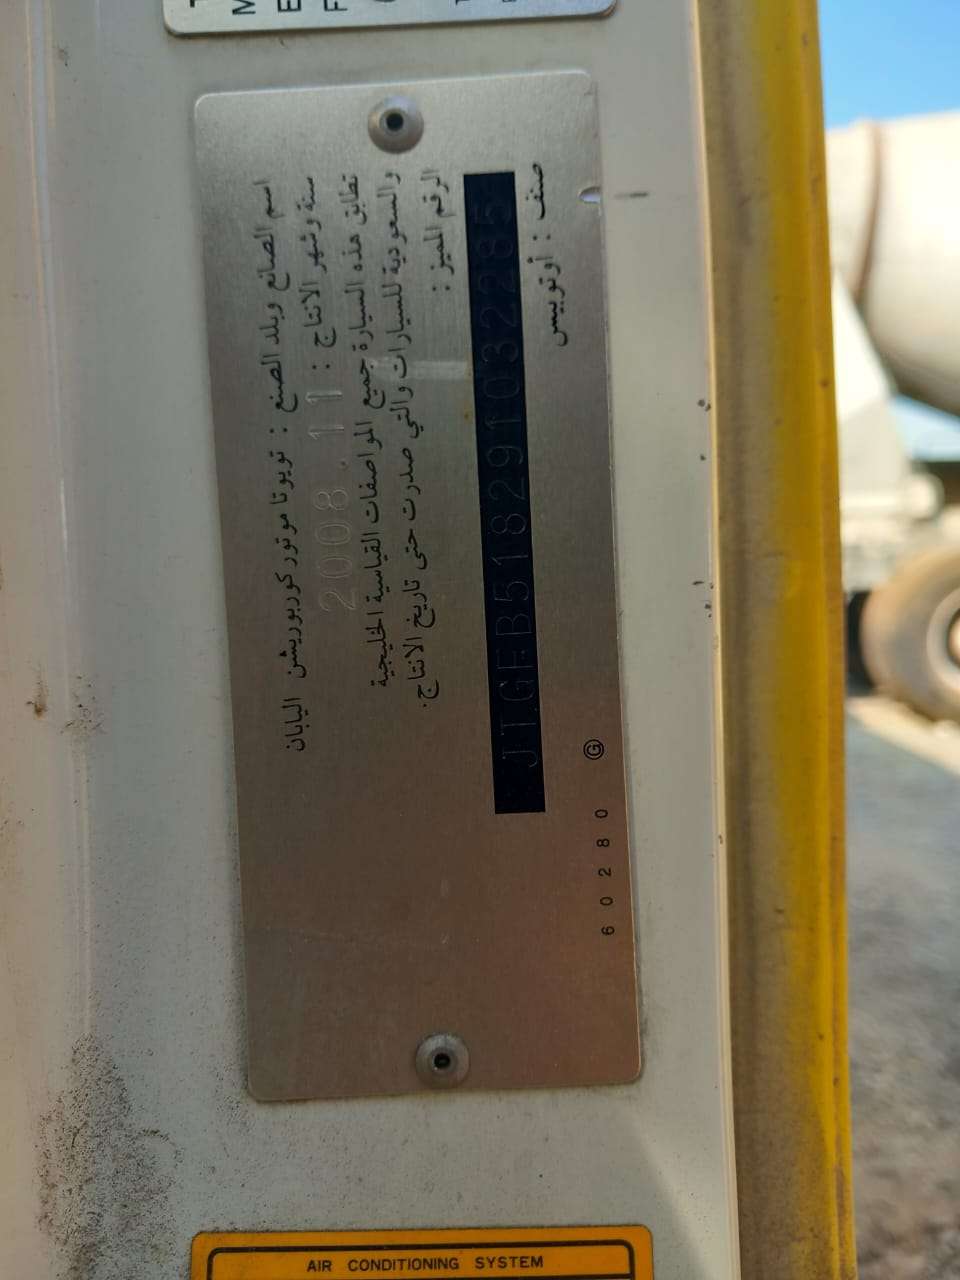 اسم الصانع وبلد الصنع : تويوتا موتور كوربوريشن اليابان
سنة وشهر الانتاج : 2008.11
تطابق هذه السيارة جميع المواصفات القياسية الخليجية
والسعودية للسيارات والتي صدرت حتى تاريخ الانتاج.
الرقم المميز :
JTGEB518291032285
صنف : أوتوبيس
60280 G
AIR CONDITIONING SYSTEM